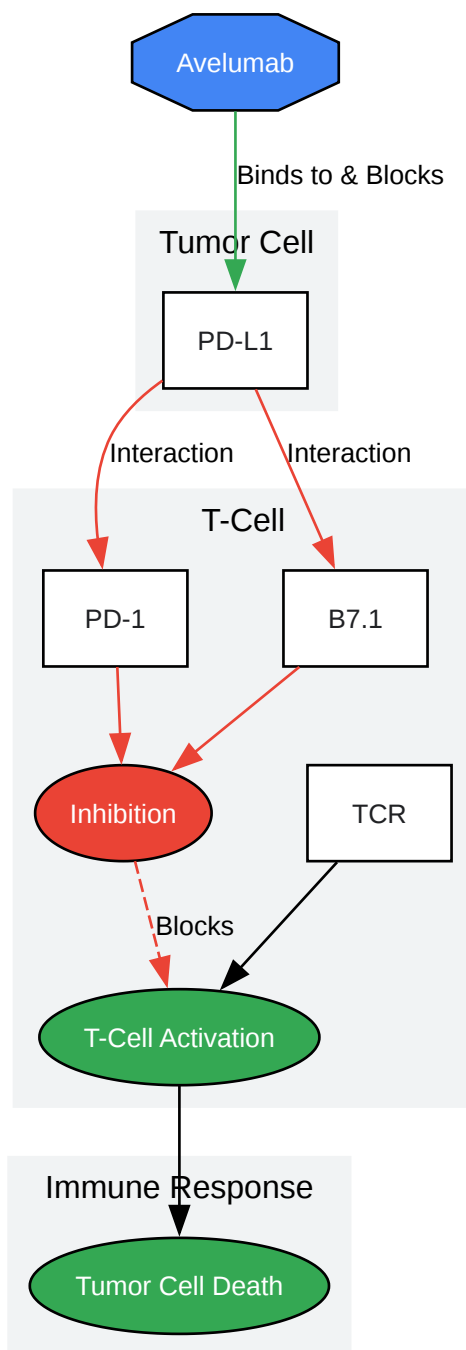 Avelumab
Binds to & Blocks
Tumor Cell
PD-L1
Interaction
Interaction
T-Cell
PD-1
B7.1
Inhibition
TCR
Blocks
T-Cell Activation
Immune Response
Tumor Cell Death